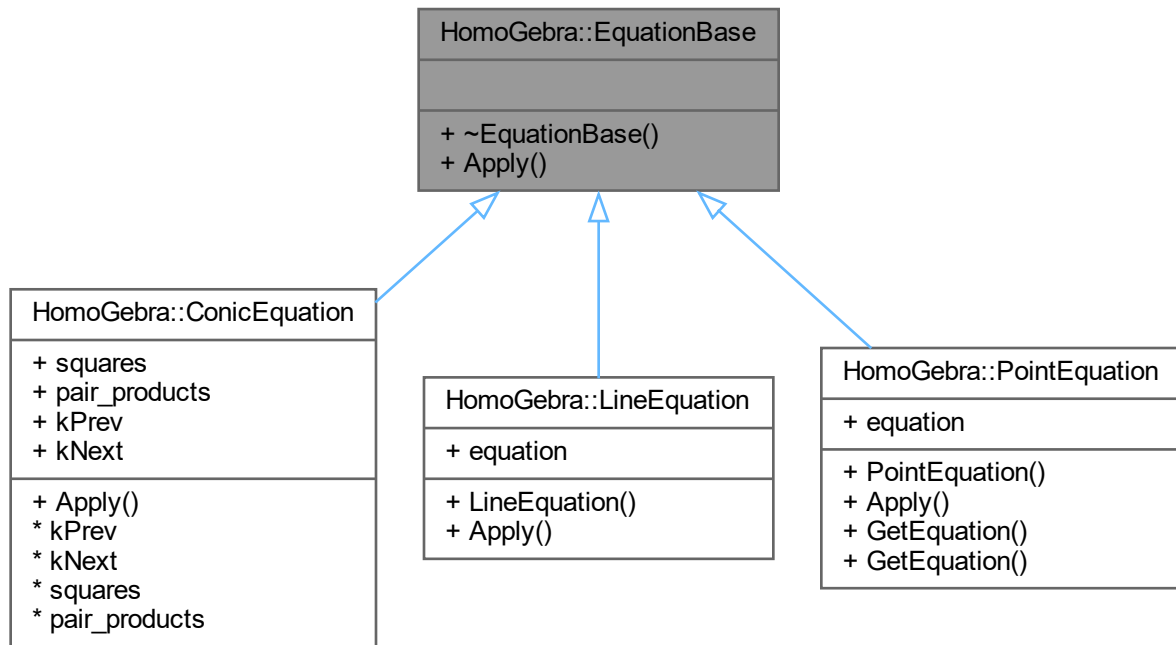 HomoGebra::EquationBase
+ ~EquationBase()
+ Apply()
HomoGebra::ConicEquation
+ squares
+ pair_products
+ kPrev
+ kNext
+ Apply()
* kPrev
* kNext
* squares
* pair_products
HomoGebra::LineEquation
+ equation
+ LineEquation()
+ Apply()
HomoGebra::PointEquation
+ equation
+ PointEquation()
+ Apply()
+ GetEquation()
+ GetEquation()